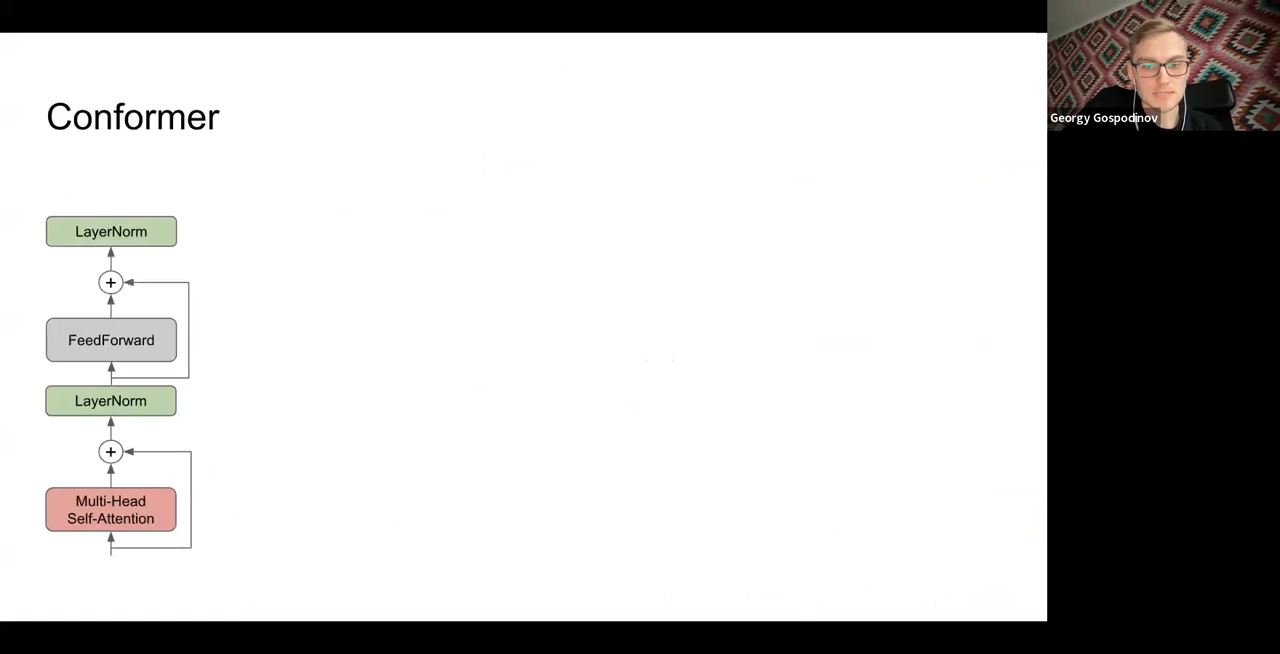 Conformer
LayerNorm
+
FeedForward
LayerNorm
+
Multi-Head
Self-Attention
Georgy Gospodinov